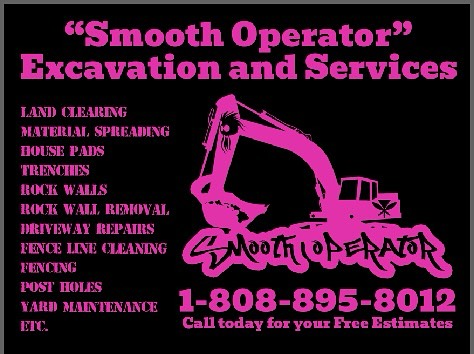 “Smooth Operator”
Excavation and Services
LAND CLEARING
MATERIAL SPREADING
HOUSE PADS
TRENCHES
ROCK WALLS
ROCK WALL REMOVAL
DRIVEWAY REPAIRS
FENCE LINE CLEANING
FENCING
POST HOLES
YARD MAINTENANCE
ETC.
SMOOTH OPERATOR
1-808-895-8012
Call today for your Free Estimates